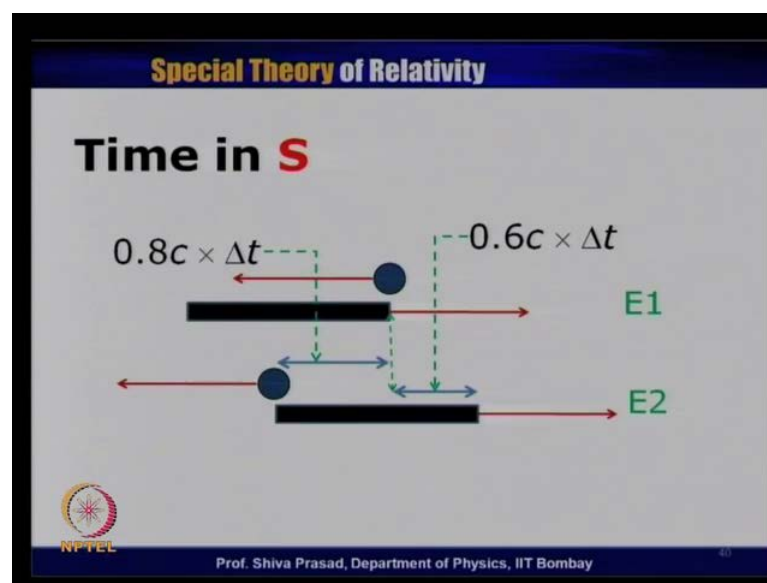 Special Theory of Relativity
Time in S
0.8c × Δt
0.6c × Δt
E1
E2
NPTEL
Prof. Shiva Prasad, Department of Physics, IIT Bombay
40